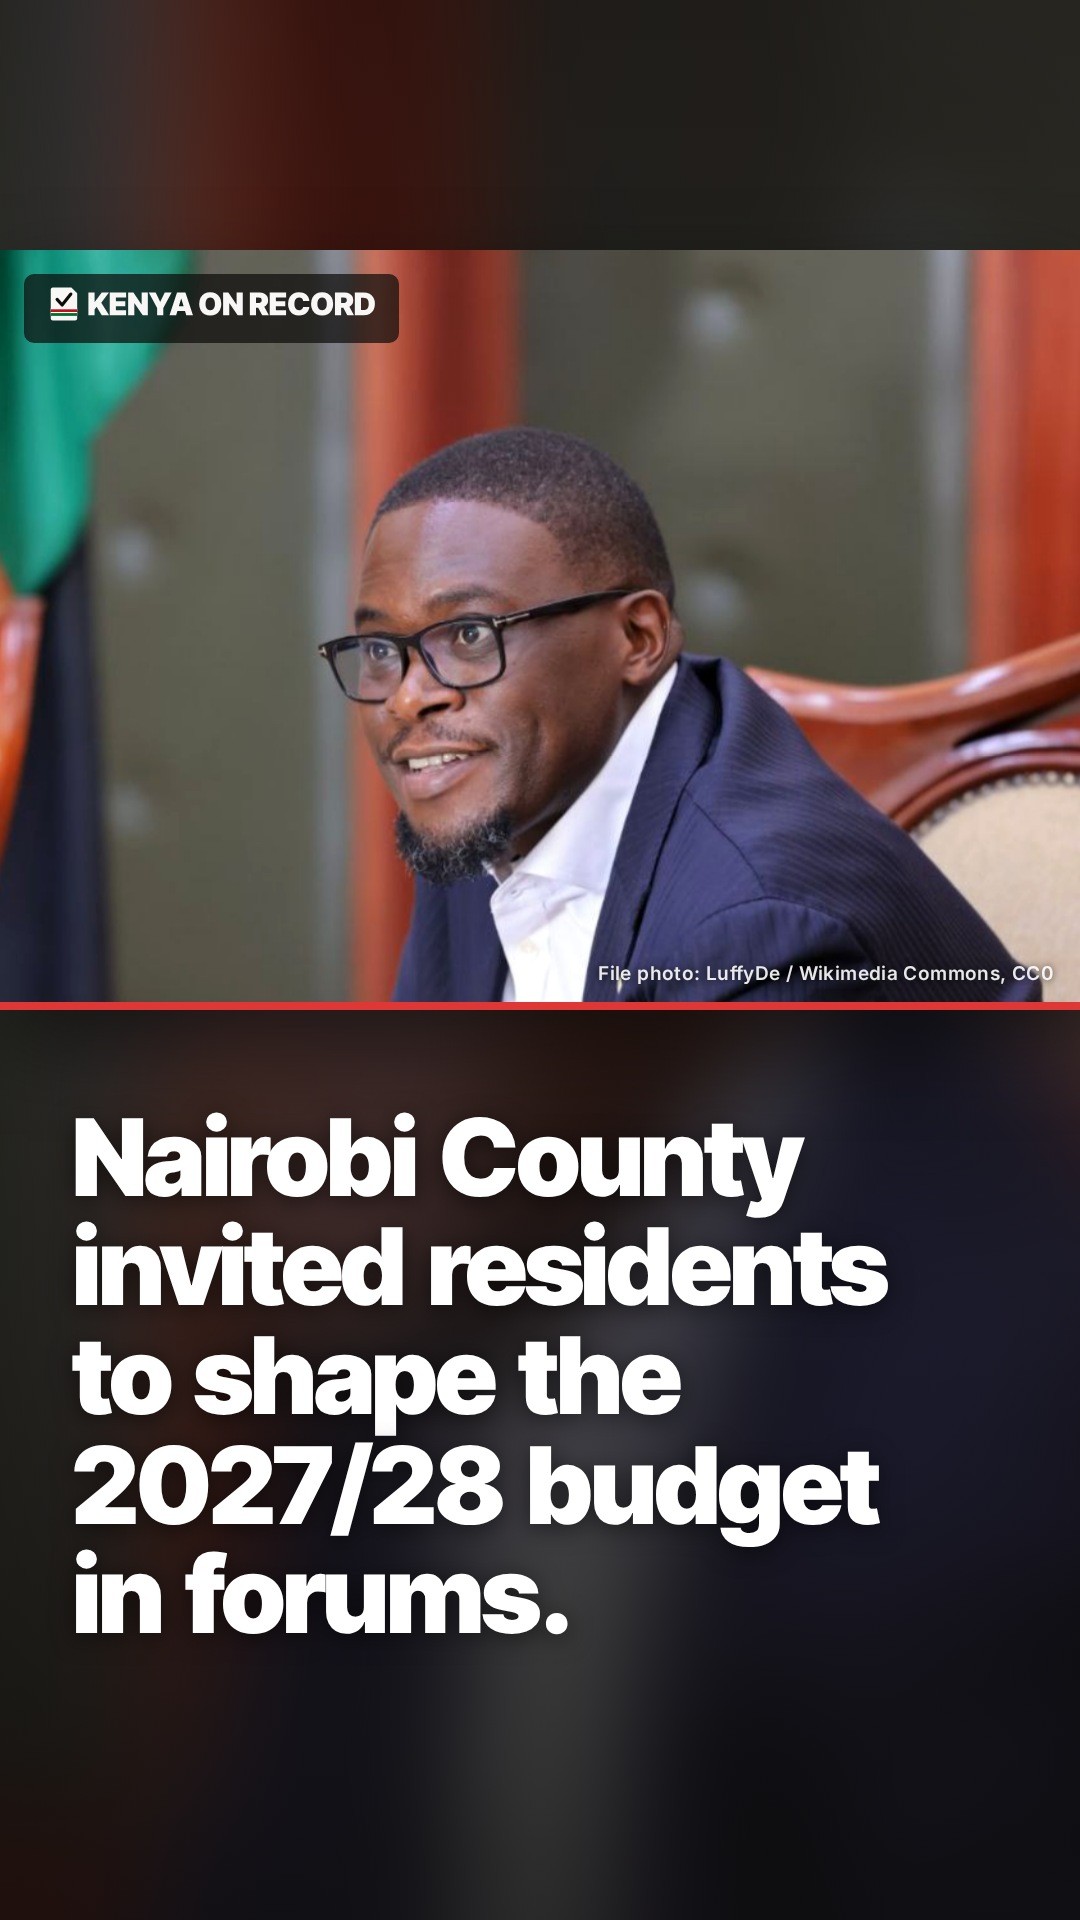 KENYA ON RECORD
File photo: LuffyDe / Wikimedia Commons, CC0
Nairobi County
invited residents
to shape the
2027/28 budget
in forums.